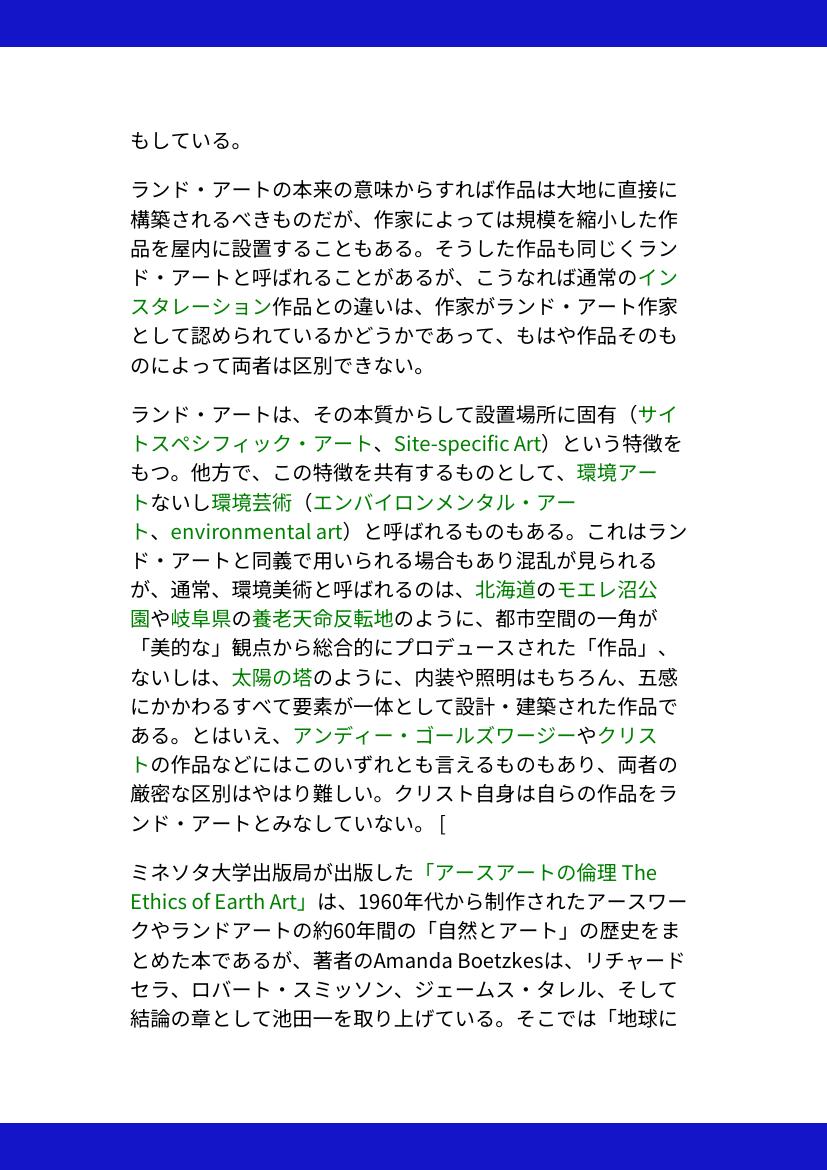 もしている。
ランド・アートの本来の意味からすれば作品は大地に直接に
構築されるべきものだが、作家によっては規模を縮小した作
品を屋内に設置することもある。そうした作品も同じくラン
ド・アートと呼ばれることがあるが、こうなれば通常のイン
スタレーション作品との違いは、作家がランド・アート作家
として認められているかどうかであって、もはや作品そのも
のによって両者は区別できない。
ランド・アートは、その本質からして設置場所に固有（サイ
トスペシフィック・アート、Site-specific Art）という特徴を
もつ。他方で、この特徴を共有するものとして、環境アー
トないし環境芸術（エンバイロンメンタル・アー
ト、environmental art）と呼ばれるものもある。これはラン
ド・アートと同義で用いられる場合もあり混乱が見られる
が、通常、環境美術と呼ばれるのは、北海道のモエレ沼公
園や岐阜県の養老天命反転地のように、都市空間の一角が
「美的な」観点から総合的にプロデュースされた「作品」、
ないしは、太陽の塔のように、内装や照明はもちろん、五感
にかかわるすべて要素が一体として設計・建築された作品で
ある。とはいえ、アンディー・ゴールズワージーやクリス
トの作品などにはこのいずれとも言えるものもあり、両者の
厳密な区別はやはり難しい。クリスト自身は自らの作品をラ
ンド・アートとみなしていない。 [
ミネソタ大学出版局が出版した「アースアートの倫理 The
Ethics of Earth Art」は、1960年代から制作されたアースワー
クやランドアートの約60年間の「自然とアート」の歴史をま
とめた本であるが、著者のAmanda Boetzkesは、リチャード
セラ、ロバート・スミッソン、ジェームス・タレル、そして
結論の章として池田一を取り上げている。そこでは「地球に